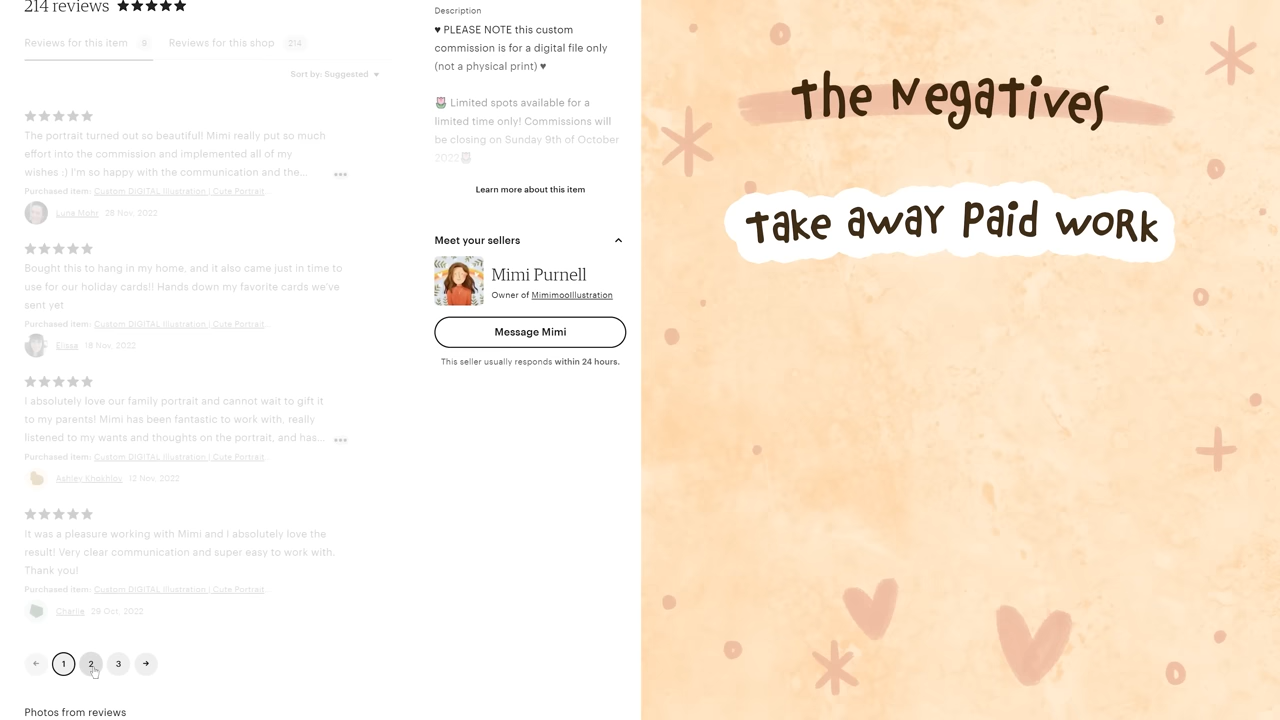 214 reviews ★★★★★
Reviews for this item 9 Reviews for this shop 214
Sort by: Suggested
The portrait turned out so beautiful! Mimi really put so much
effort into the commission and implemented all of my
wishes :) I'm so happy with the communication and the...
Purchased item: Custom DIGITAL Illustration | Cute Portrait...
Luna Mohr 28 Nov, 2022
Bought this to hang in my home, and it also came just in time to
use for our holiday cards!! Hands down my favorite cards we've
sent yet
Purchased item: Custom DIGITAL Illustration | Cute Portrait...
Elissa 18 Nov, 2022
I absolutely love our family portrait and cannot wait to gift it
to my parents! Mimi has been fantastic to work with, really
listened to my wants and thoughts on the portrait, and has...
Purchased item: Custom DIGITAL Illustration | Cute Portrait...
Ashley Khokhlov 12 Nov, 2022
It was a pleasure working with Mimi and I absolutely love the
result! Very clear communication and super easy to work with.
Thank you!
Purchased item: Custom DIGITAL Illustration | Cute Portrait...
Charlie 29 Oct, 2022
1 2 3
Photos from reviews
Description
♥ PLEASE NOTE this custom
commission is for a digital file only
(not a physical print) ♥
🌷 Limited spots available for a
limited time only! Commissions will
be closing on Sunday 9th of October
2022
Learn more about this item
Meet your sellers
Mimi Purnell
Owner of MimimooIllustration
Message Mimi
This seller usually responds within 24 hours.
the Negatives
take away paid work